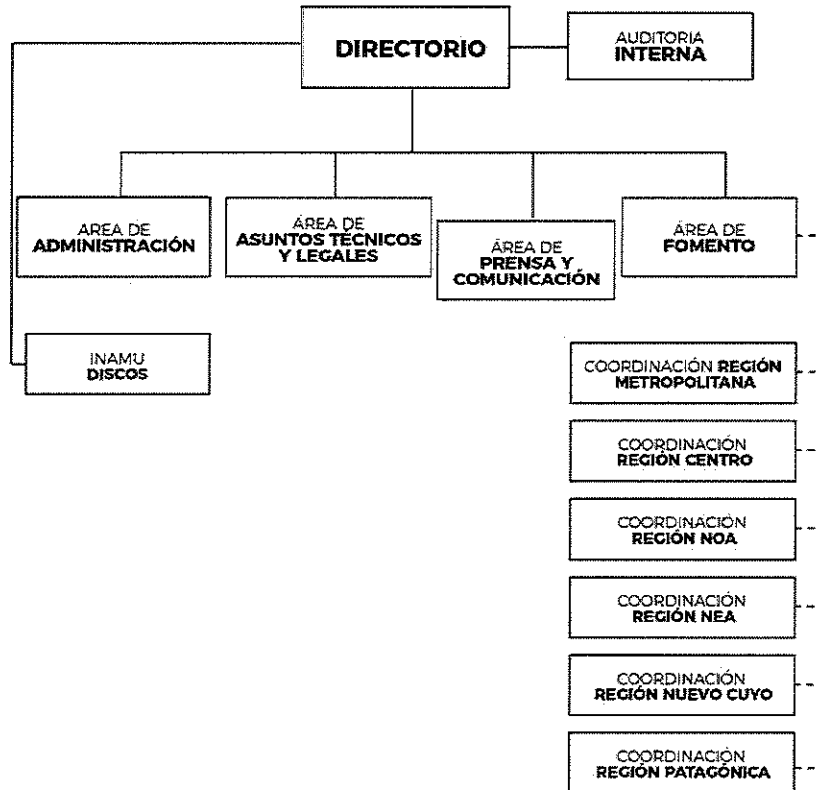 DIRECTORIO
AUDITORIA
INTERNA
AREA DE
ADMINISTRACIÓN
ÁREA DE
ASUNTOS TÉCNICOS
Y LEGALES
ÁREA DE
PRENSA Y
COMUNICACIÓN
ÁREA DE
FOMENTO
INAMU
DISCOS
COORDINACIÓN REGIÓN
METROPOLITANA
COORDINACIÓN
REGIÓN CENTRO
COORDINACIÓN
REGIÓN NOA
COORDINACIÓN
REGIÓN NEA
COORDINACIÓN
REGIÓN NUEVO CUYO
COORDINACIÓN
REGIÓN PATAGÓNICA